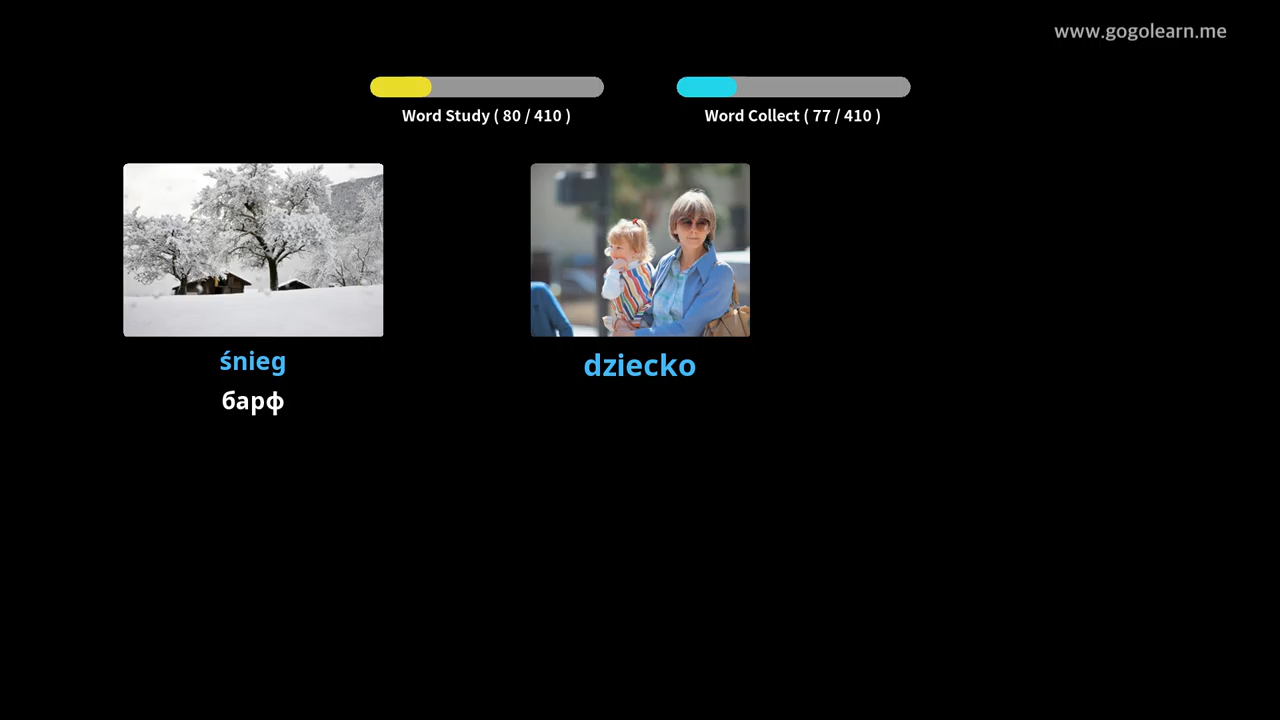 www.gogolearn.me
Word Study ( 80 / 410 )
Word Collect ( 77 / 410 )
śnieg
барф
dziecko